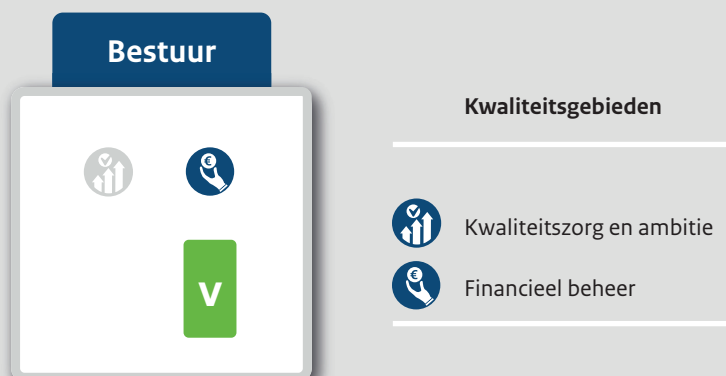 Bestuur
V
Kwaliteitsgebieden
Kwaliteitszorg en ambitie
Financieel beheer